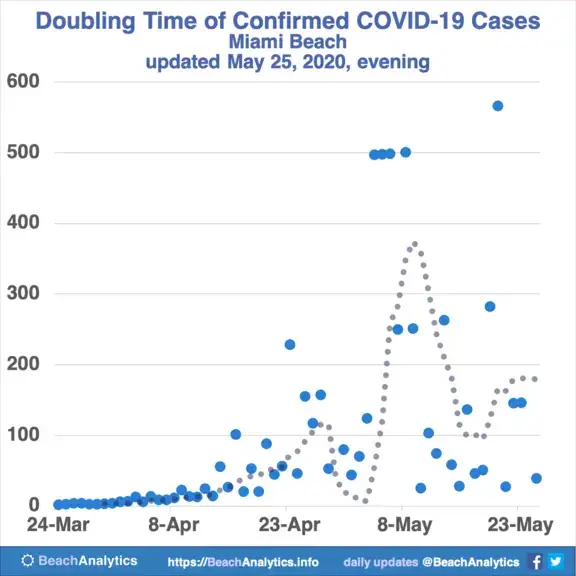 Doubling Time of Confirmed COVID-19 Cases
Miami Beach
updated May 25, 2020, evening
600
500
400
300
200
100
0
24-Mar 8-Apr 23-Apr 8-May 23-May
BeachAnalytics https://BeachAnalytics.info daily updates @BeachAnalytics